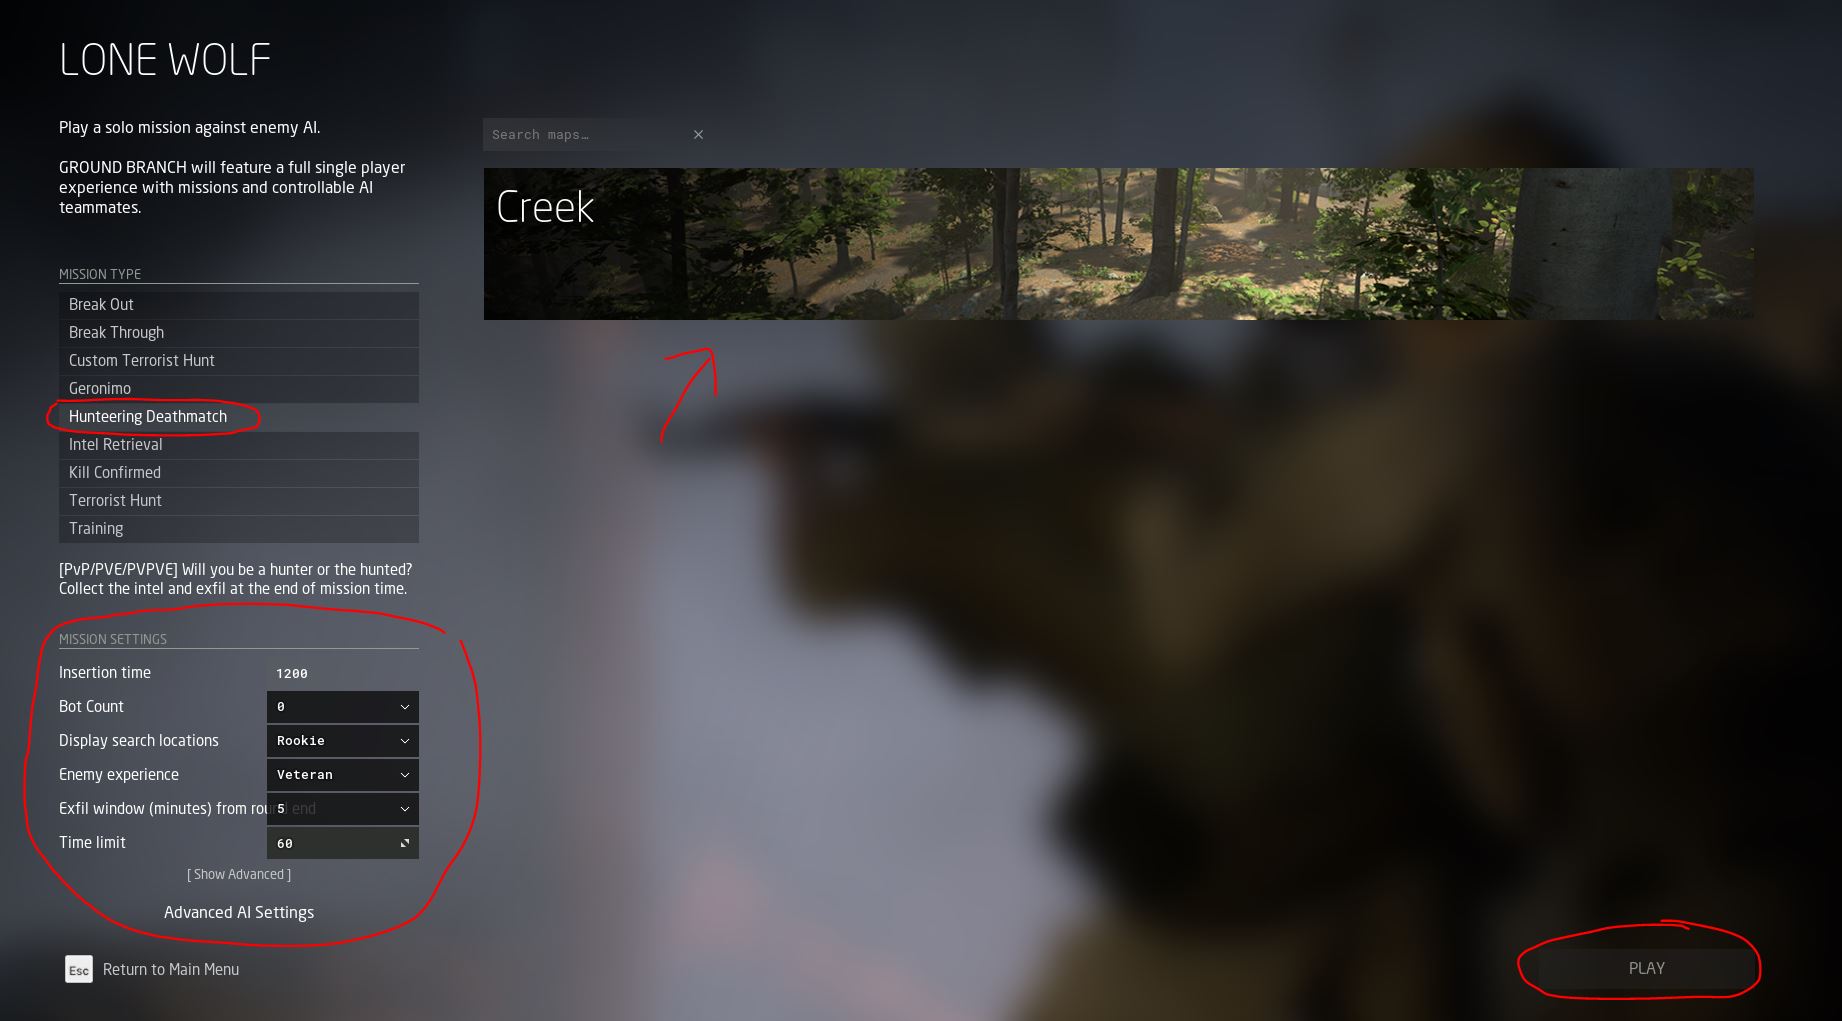 LONE WOLF
Play a solo mission against enemy AI.
GROUND BRANCH will feature a full single player
experience with missions and controllable AI
teammates.
MISSION TYPE
Break Out
Break Through
Custom Terrorist Hunt
Geronimo
Hunteering Deathmatch
Intel Retrieval
Kill Confirmed
Terrorist Hunt
Training
[PvP/PVE/PVPVE] Will you be a hunter or the hunted?
Collect the intel and exfil at the end of mission time.
MISSION SETTINGS
Insertion time 1200
Bot Count 0
Display search locations Rookie
Enemy experience Veteran
Exfil window (minutes) from round end 5
Time limit 60
[ Show Advanced ]
Advanced AI Settings
Esc Return to Main Menu
Search maps…
Creek
PLAY